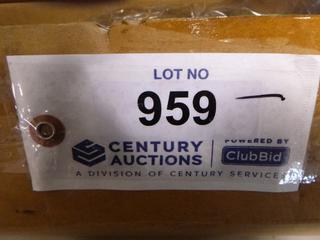 LOT NO
959
CENTURY
AUCTIONS
POWERED BY
ClubBid
A DIVISION OF CENTURY SERVICES